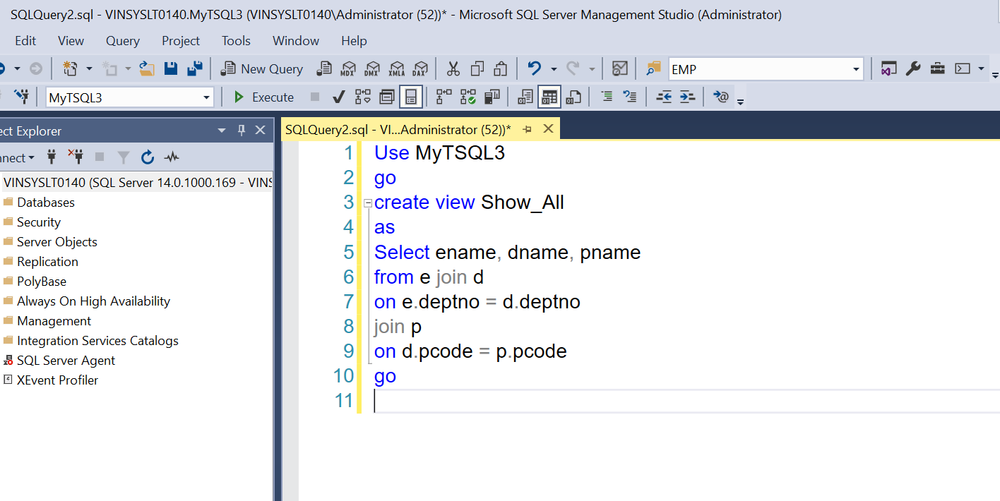 SQLQuery2.sql - VINSYSLT0140.MyTSQL3 (VINSYSLT0140\Administrator (52))* - Microsoft SQL Server Management Studio (Administrator)
Edit View Query Project Tools Window Help
New Query MDX DMX XMLA DAX EMP
MyTSQL3 Execute
ect Explorer
SQLQuery2.sql - VI...Administrator (52))*
nnect
VINSYSLT0140 (SQL Server 14.0.1000.169 - VINS
Databases
Security
Server Objects
Replication
PolyBase
Always On High Availability
Management
Integration Services Catalogs
SQL Server Agent
XEvent Profiler
1 Use MyTSQL3
2 go
3 create view Show_All
4 as
5 Select ename, dname, pname
6 from e join d
7 on e.deptno = d.deptno
8 join p
9 on d.pcode = p.pcode
10 go
11